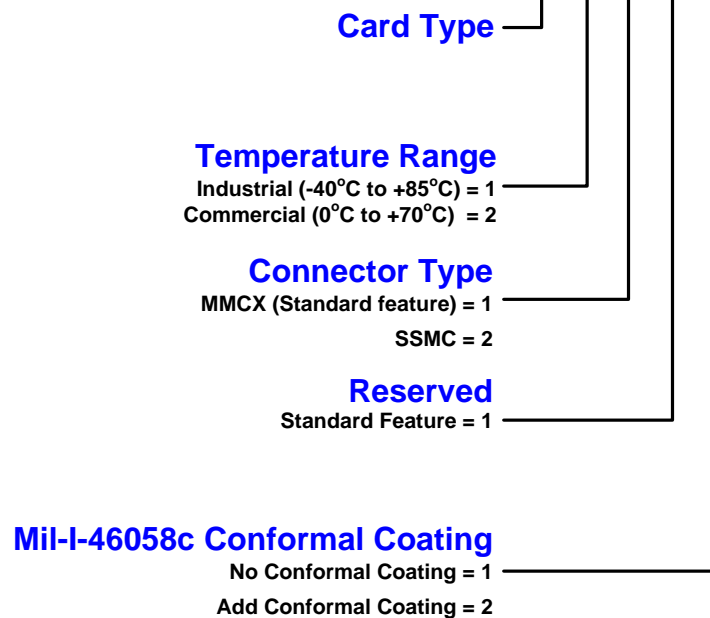 Card Type
Temperature Range
Industrial (-40°C to +85°C) = 1
Commercial (0°C to +70°C) = 2
Connector Type
MMCX (Standard feature) = 1
SSMC = 2
Reserved
Standard Feature = 1
Mil-I-46058c Conformal Coating
No Conformal Coating = 1
Add Conformal Coating = 2